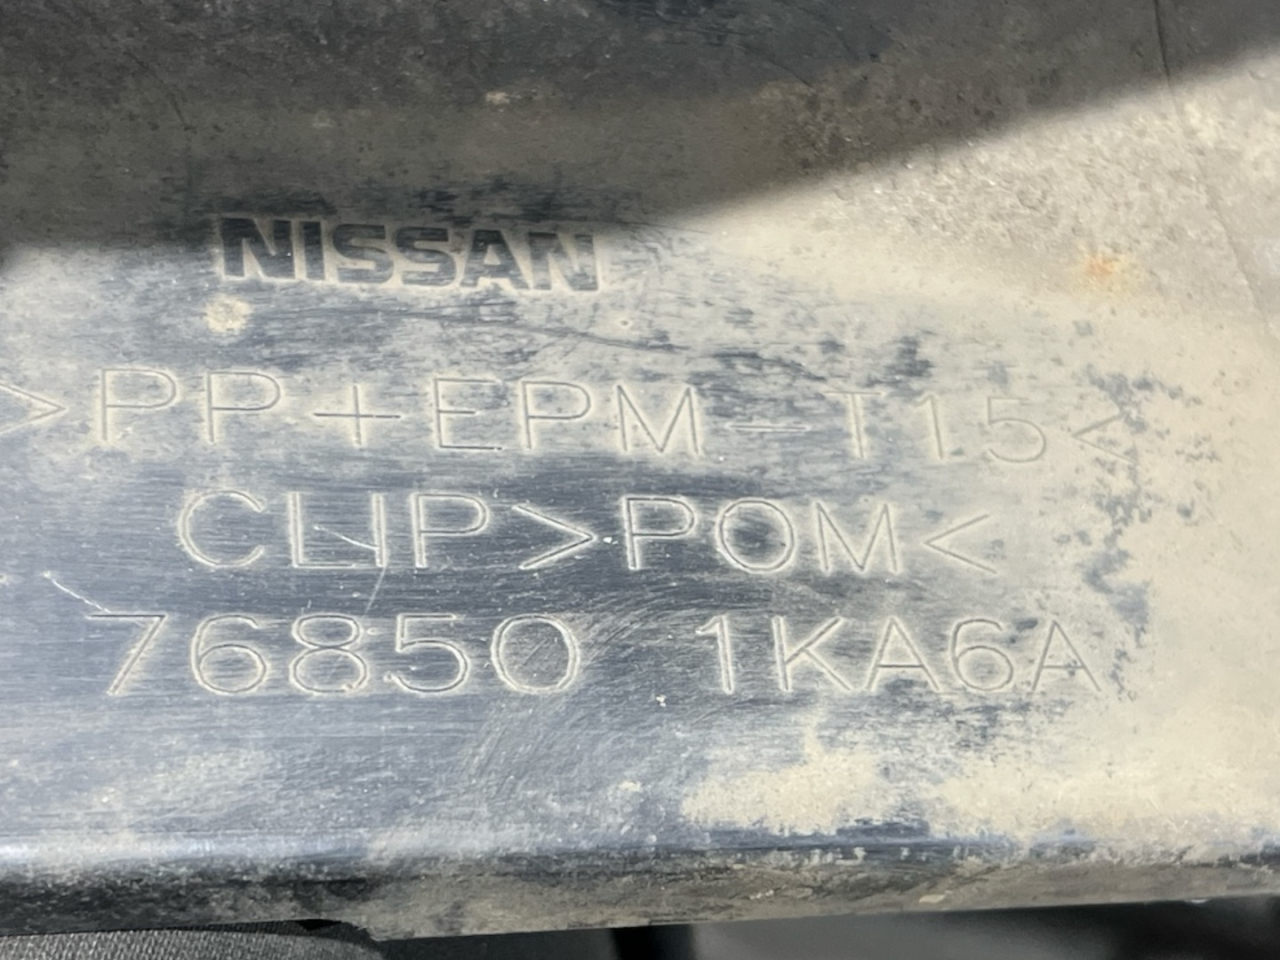 NISSAN
>PP+EPM-T15<
CLIP>POM<
76850 1KA6A